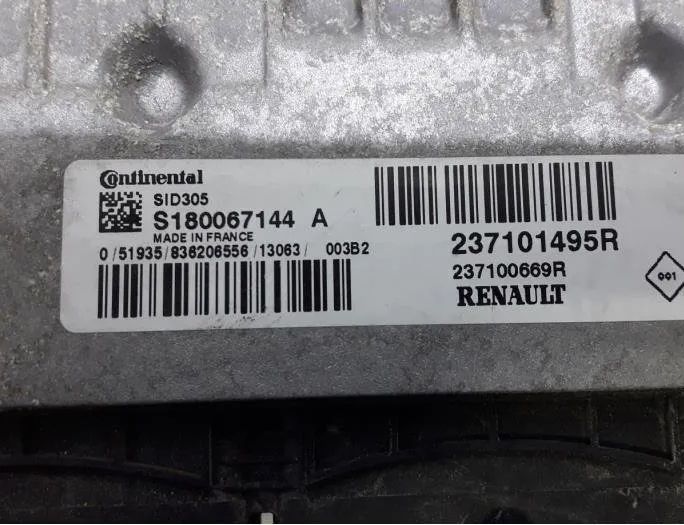 Continental
SID305
S180067144 A
MADE IN FRANCE
0/51935/836206556/13063/ 003B2
237101495R
237100669R
RENAULT
001